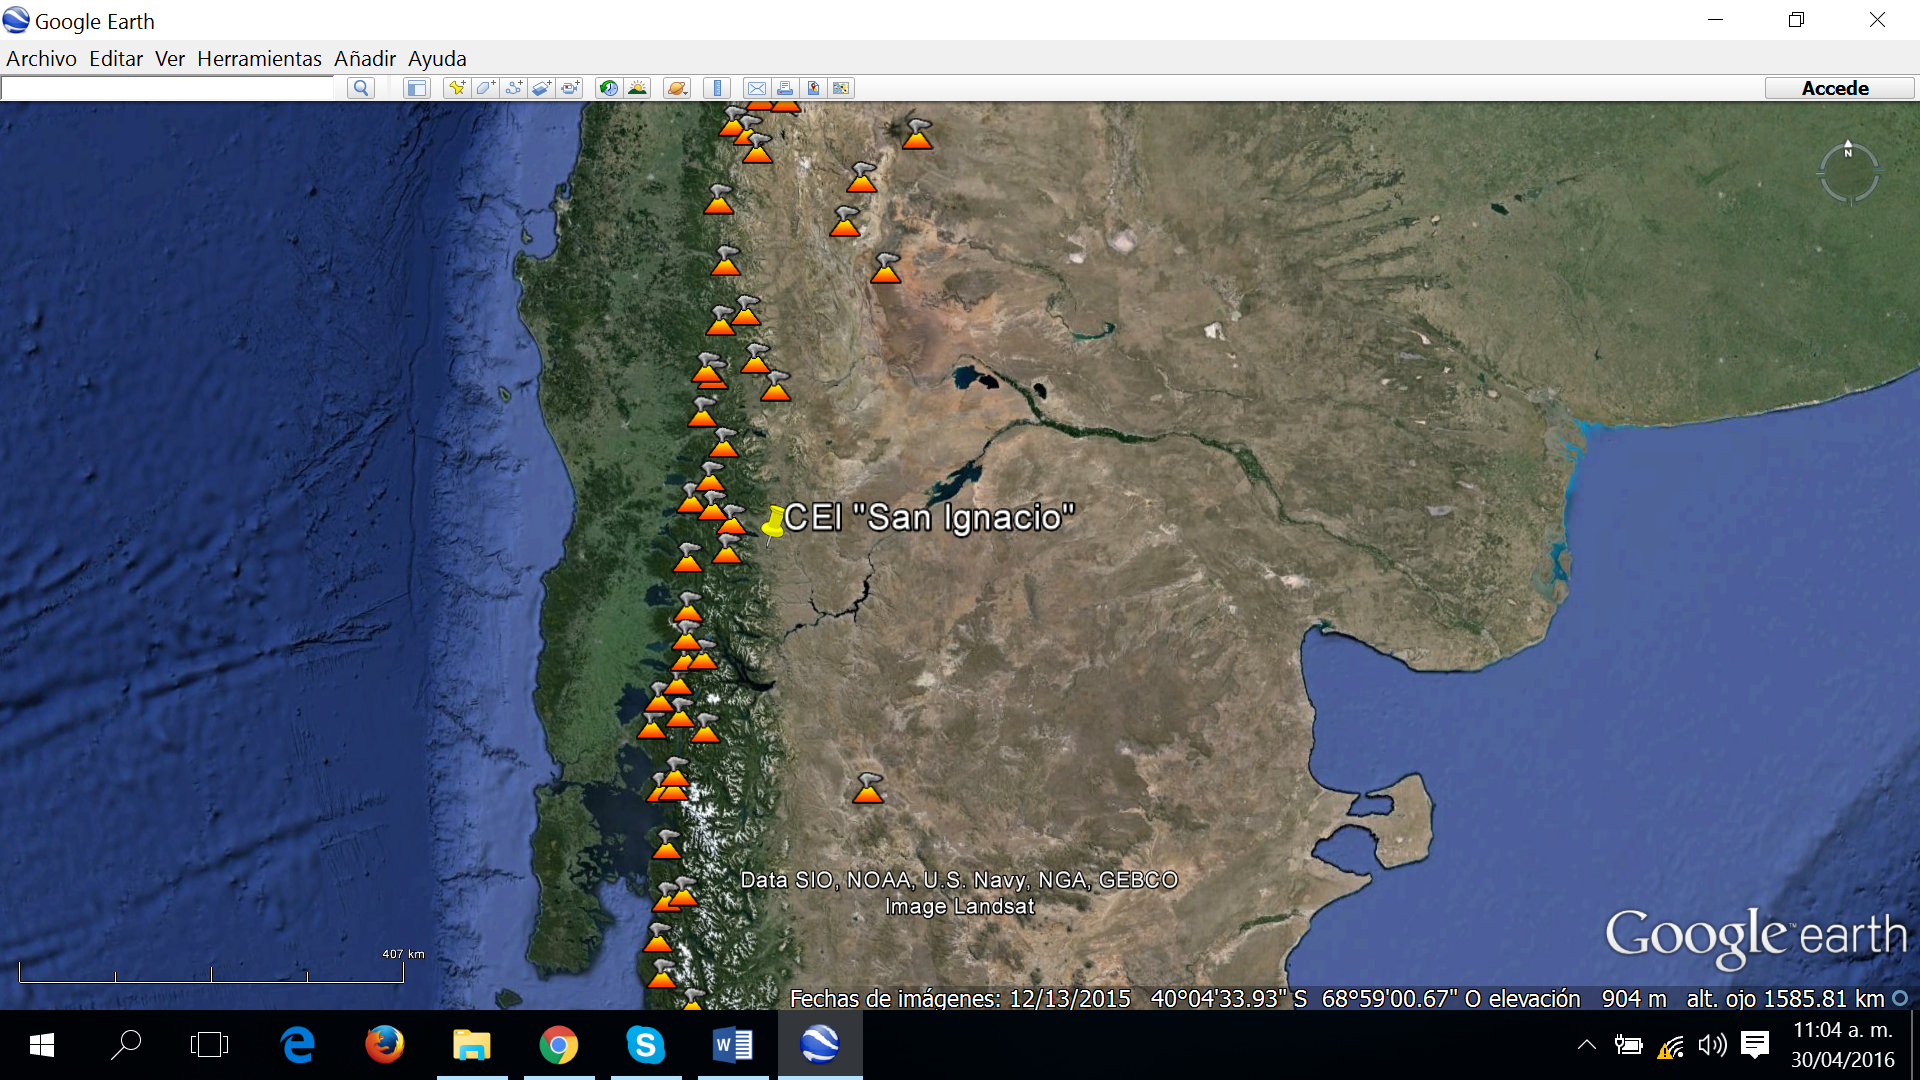 Google Earth
Archivo Editar Ver Herramientas Añadir Ayuda
Accede
N
CEI "San Ignacio"
Data SIO, NOAA, U.S. Navy, NGA, GEBCO
Image Landsat
407 km
Google™ earth
Fechas de imágenes: 12/13/2015 40°04'33.93" S 68°59'00.67" O elevación 904 m alt. ojo 1585.81 km
11:04 a. m.
30/04/2016